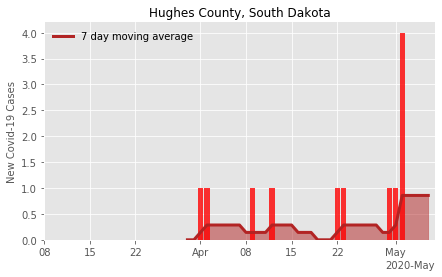 Hughes County, South Dakota
7 day moving average
New Covid-19 Cases
4.0
3.5
3.0
2.5
2.0
1.5
1.0
0.5
0.0
08 15 22 Apr 08 15 22 May
2020-May